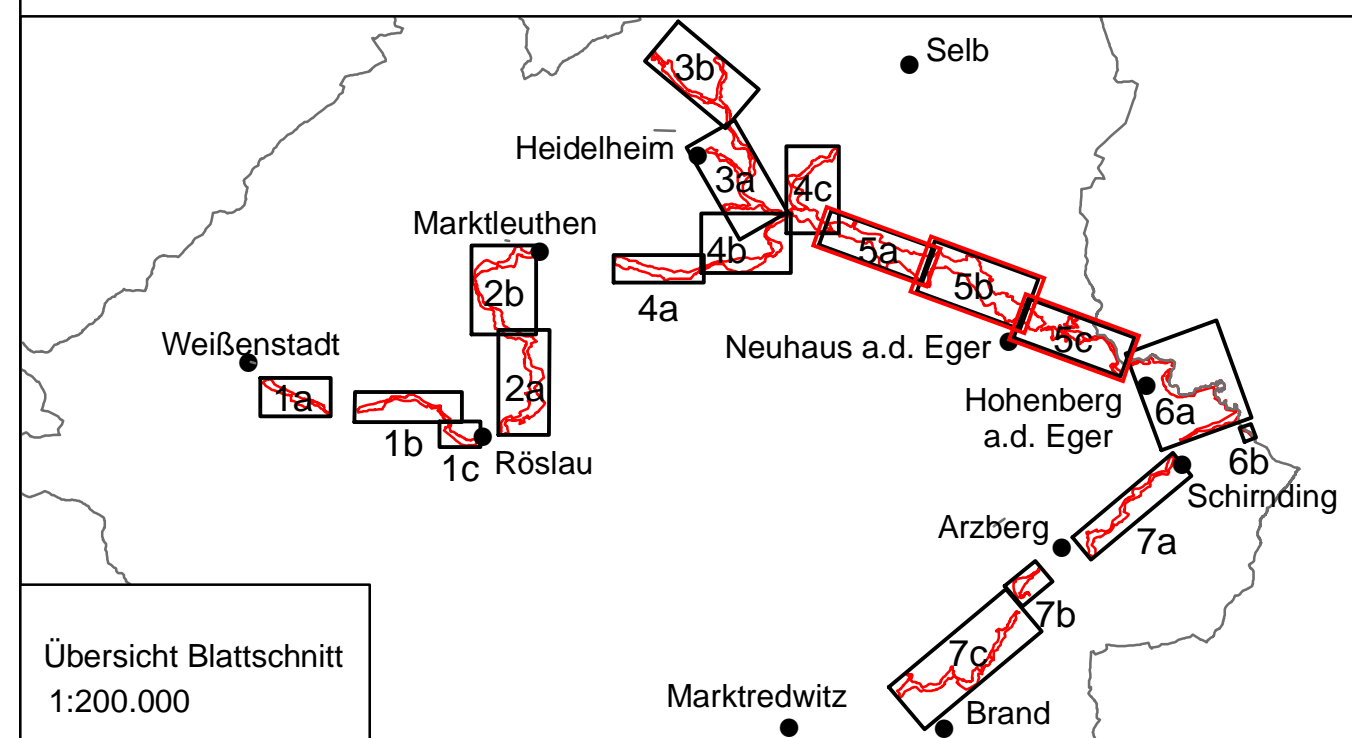 Selb
3b
Heidelheim
3a
4c
Marktleuthen
4b
5a
2b
4a
5b
Weißenstadt
Neuhaus a.d. Eger
5c
1a
2a
Hohenberg
a.d. Eger
6a
1b
1c
Röslau
6b
Schirnding
Arzberg
7a
7b
7c
Übersicht Blattschnitt
1:200.000
Marktredwitz
Brand